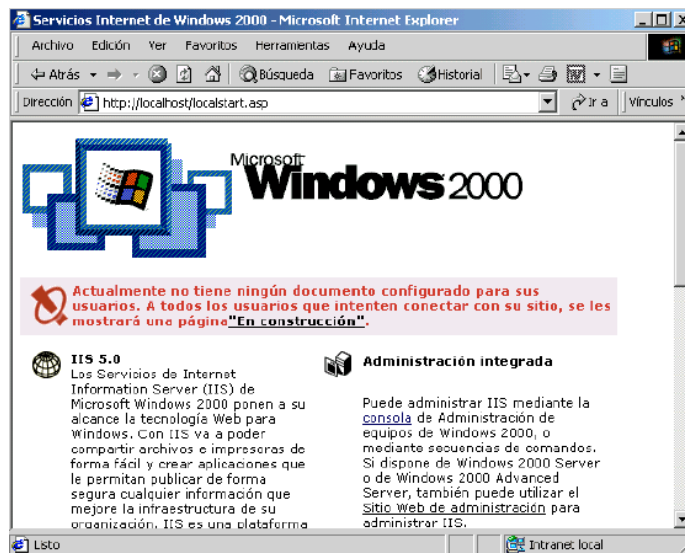 Servicios Internet de Windows 2000 - Microsoft Internet Explorer
Archivo Edición Ver Favoritos Herramientas Ayuda
Atrás Búsqueda Favoritos Historial
Dirección http://localhost/localstart.asp Ir a Vínculos »
Microsoft
Windows 2000
Actualmente no tiene ningún documento configurado para sus
usuarios. A todos los usuarios que intenten conectar con su sitio, se les
mostrará una página"En construcción".
IIS 5.0
Los Servicios de Internet
Information Server (IIS) de
Microsoft Windows 2000 ponen a su
alcance la tecnología Web para
Windows. Con IIS va a poder
compartir archivos e impresoras de
forma fácil y crear aplicaciones que
le permitan publicar de forma
segura cualquier información que
mejore la infraestructura de su
organización. IIS es una plataforma
Administración integrada
Puede administrar IIS mediante la
consola de Administración de
equipos de Windows 2000, o
mediante secuencias de comandos.
Si dispone de Windows 2000 Server
o de Windows 2000 Advanced
Server, también puede utilizar el
Sitio Web de administración para
administrar IIS.
Listo Intranet local